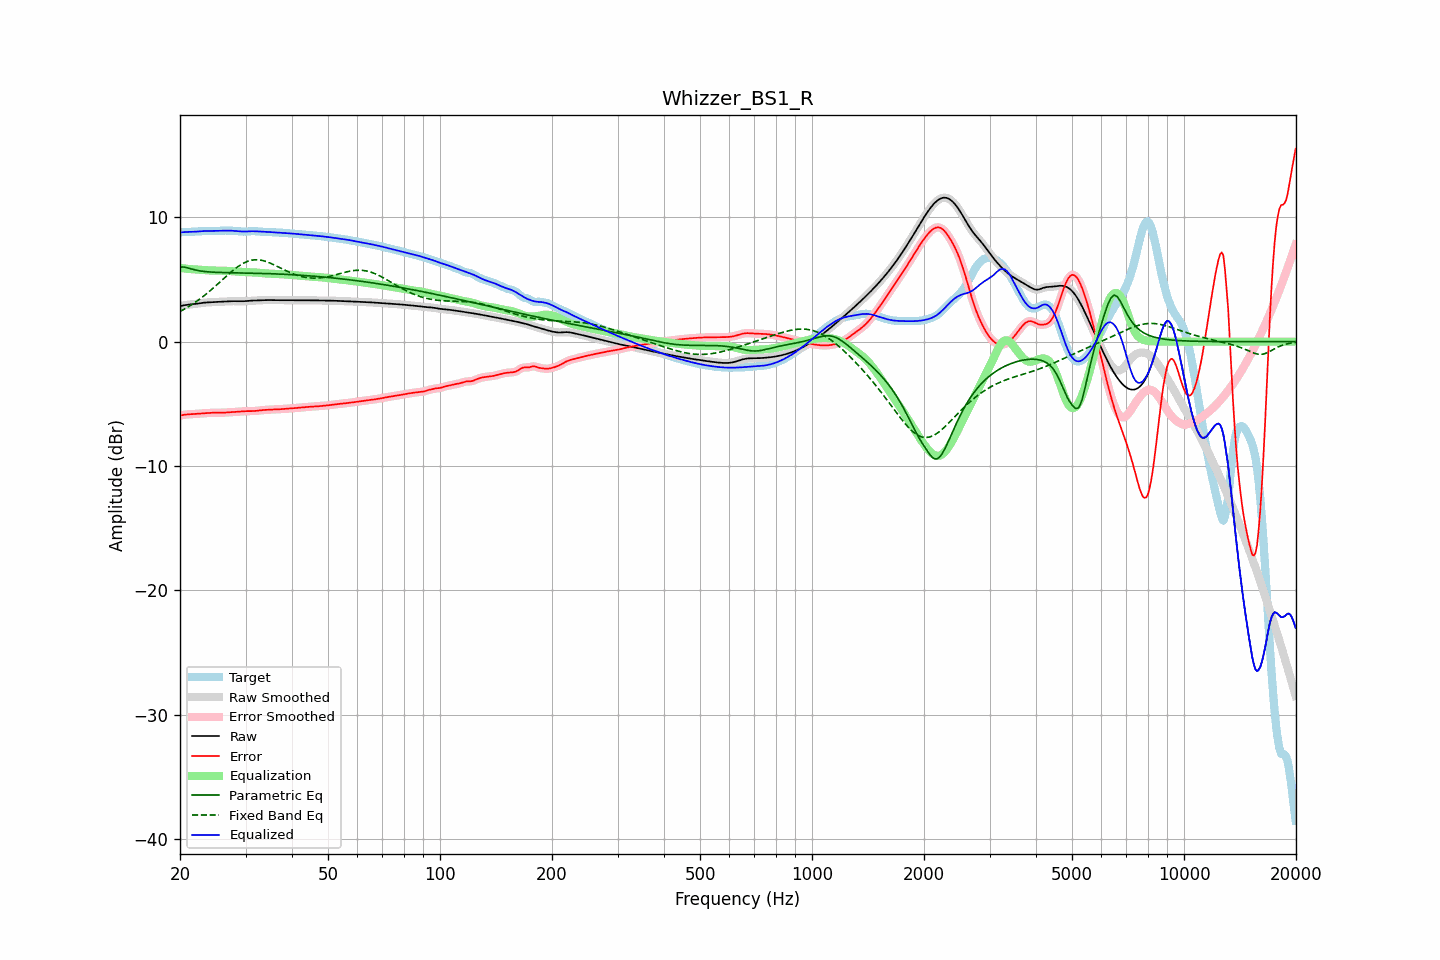 Whizzer_BS1_R
Amplitude (dBr)
10
0
−10
−20
−30
−40
Target
Raw Smoothed
Error Smoothed
Raw
Error
Equalization
Parametric Eq
Fixed Band Eq
Equalized
20 50 100 200 500 1000 2000 5000 10000 20000
Frequency (Hz)